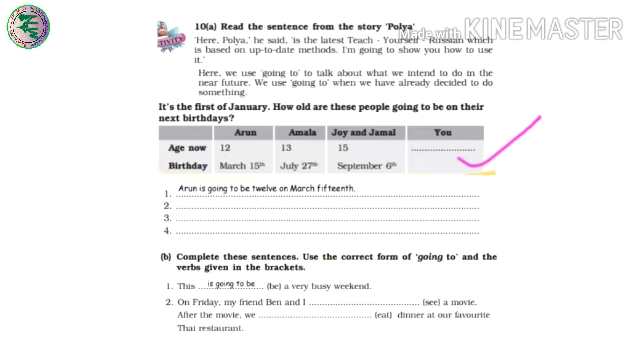 Made with KINEMASTER
ACTIVITY
10(a) Read the sentence from the story 'Polya'.
'Here, Polya,' he said, 'is the latest Teach - Yourself - Russian which
is based on up-to-date methods. I'm going to show you how to use
it.'
Here, we use 'going to' to talk about what we intend to do in the
near future. We use 'going to' when we have already decided to do
something.
It's the first of January. How old are these people going to be on their
next birthdays?
Arun Amala Joy and Jamal You
Age now 12 13 15 ........................
Birthday March 15th July 27th September 6th
1. Arun is going to be twelve on March fifteenth.
2. ................................................................
3. ................................................................
4. ................................................................
(b) Complete these sentences. Use the correct form of 'going to' and the
verbs given in the brackets.
1. This ....is going to be.... (be) a very busy weekend.
2. On Friday, my friend Ben and I ........................................ (see) a movie.
After the movie, we ........................................ (eat) dinner at our favourite
Thai restaurant.